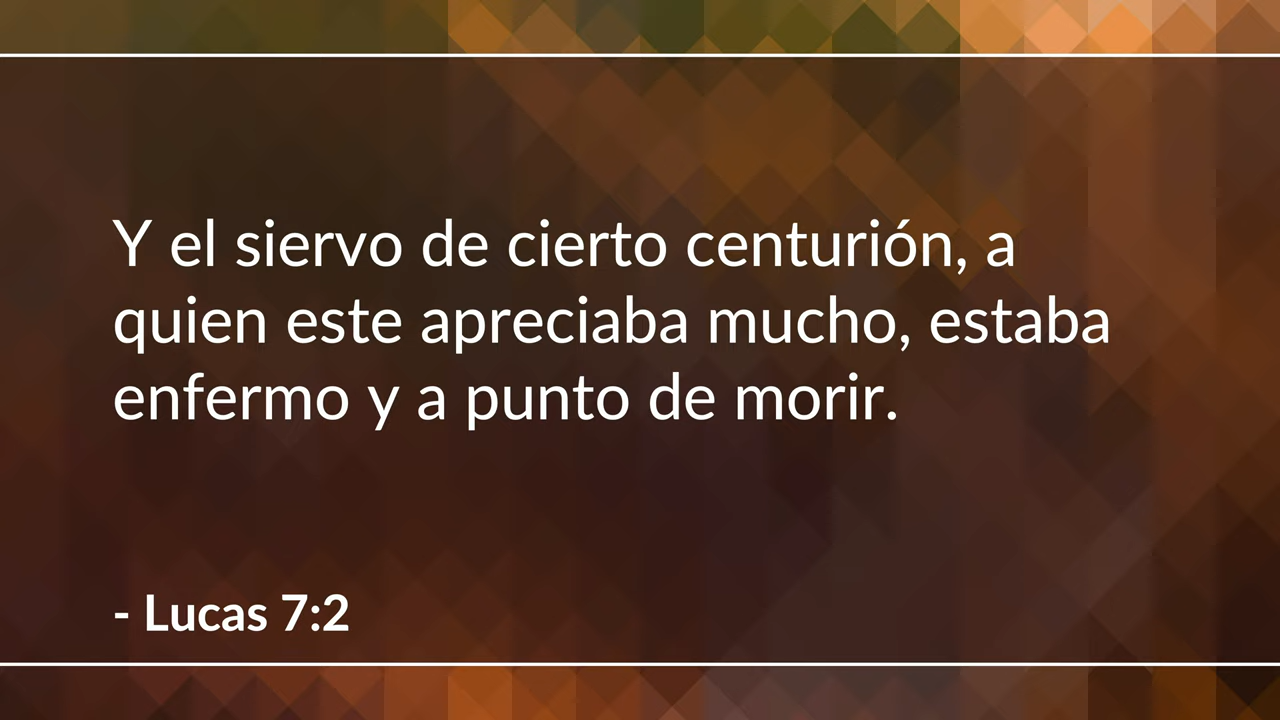 Y el siervo de cierto centurión, a
quien este apreciaba mucho, estaba
enfermo y a punto de morir.
- Lucas 7:2